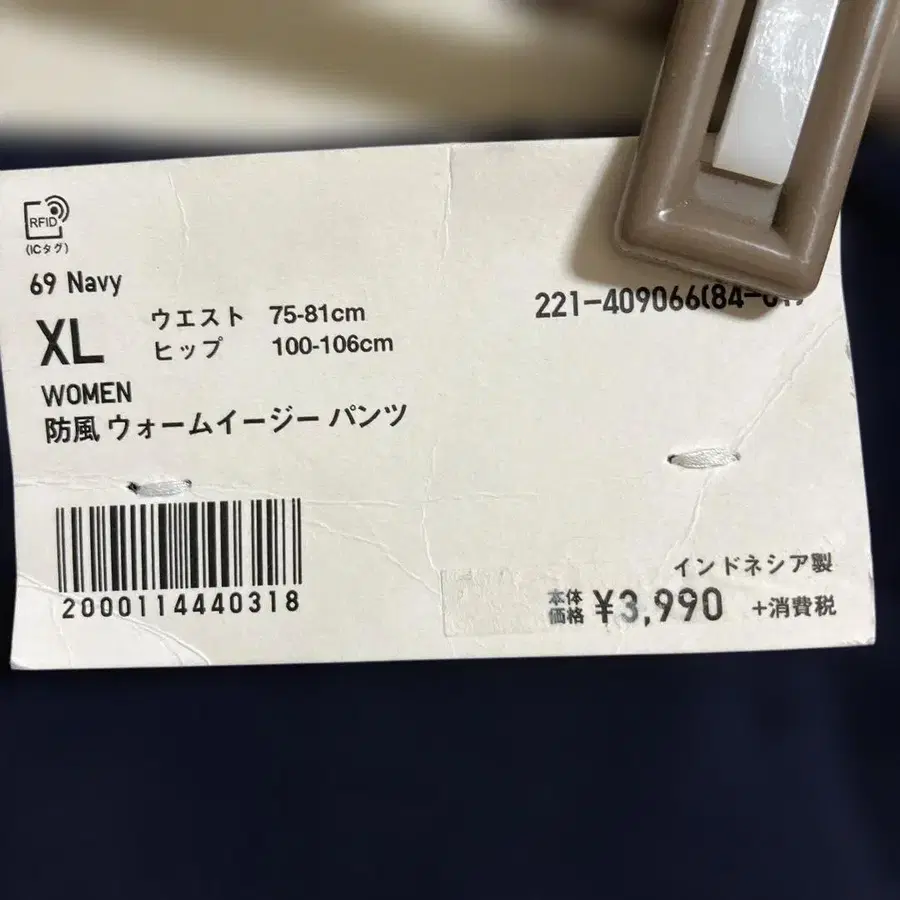 RFID
(ICタグ)
69 Navy
XL ウエスト 75-81cm
ヒップ 100-106cm
221-409066(84-
WOMEN
防風 ウォームイージー パンツ
2000114440318
インドネシア製
本体価格 ¥3,990 +消費税